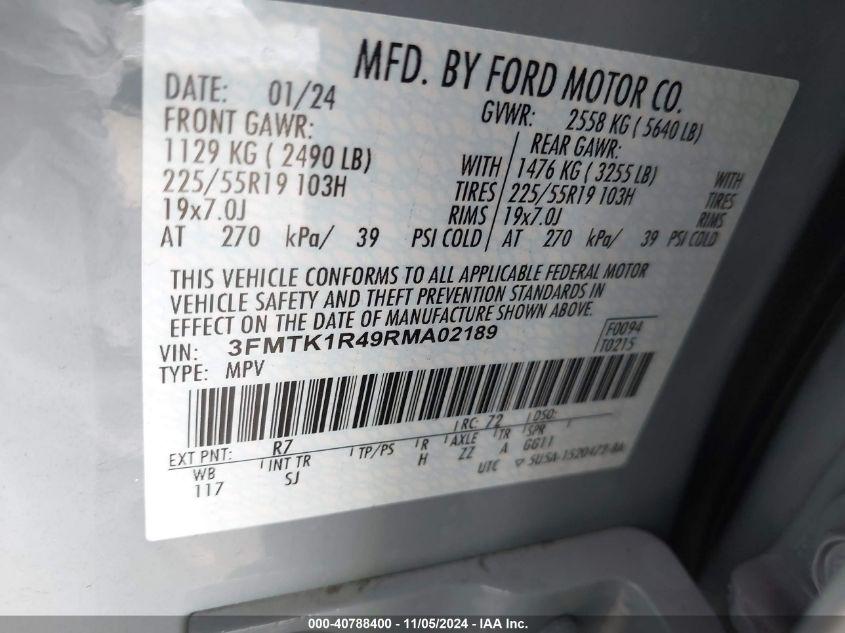 MFD. BY FORD MOTOR CO.
DATE: 01/24 GVWR: 2558 KG ( 5640 LB)
FRONT GAWR: REAR GAWR:
1129 KG ( 2490 LB) WITH 1476 KG ( 3255 LB) WITH
225/55R19 103H TIRES 225/55R19 103H TIRES
19x7.0J RIMS 19x7.0J RIMS
AT 270 kPa/ 39 PSI COLD AT 270 kPa/ 39 PSI COLD
THIS VEHICLE CONFORMS TO ALL APPLICABLE FEDERAL MOTOR
VEHICLE SAFETY AND THEFT PREVENTION STANDARDS IN
EFFECT ON THE DATE OF MANUFACTURE SHOWN ABOVE.
VIN: 3FMTK1R49RMA02189 F0094
TYPE: MPV T0215
EXT PNT: R7 RC: 72 DSO:
WB INT TR TP/PS R AXLE TR SPR
117 SJ H ZZ A GG11
UTC
000-40788400 - 11/05/2024 - IAA Inc.